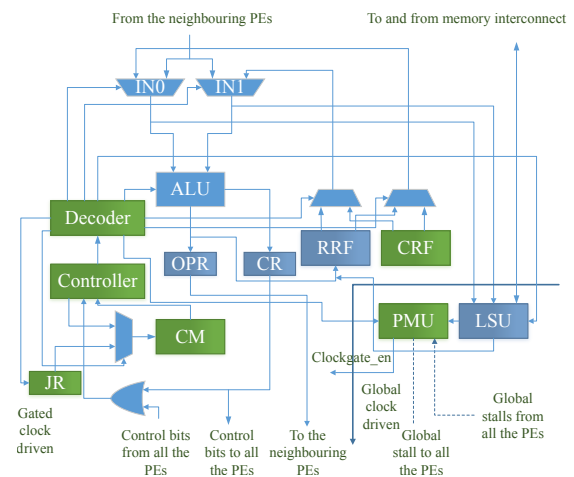 From the neighbouring PEs
To and from memory interconnect
IN0
IN1
ALU
Decoder
RRF
CRF
OPR
CR
Controller
PMU
LSU
CM
Clockgate_en
JR
Gated
clock
driven
Global
clock
driven
Global
stalls from
all the PEs
Control bits
from all the
PEs
Control
bits to all
the PEs
To the
neighbouring
PEs
Global
stall to all
the PEs